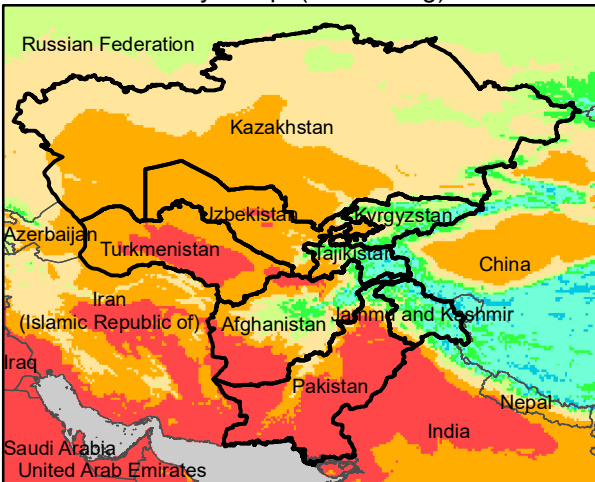 Russian Federation
Kazakhstan
Uzbekistan
Kyrgyzstan
Azerbaijan
Turkmenistan
Tajikistan
China
Iran
(Islamic Republic of)
Afghanistan
Jammu and Kashmir
Iraq
Pakistan
Nepal
India
Saudi Arabia
United Arab Emirates